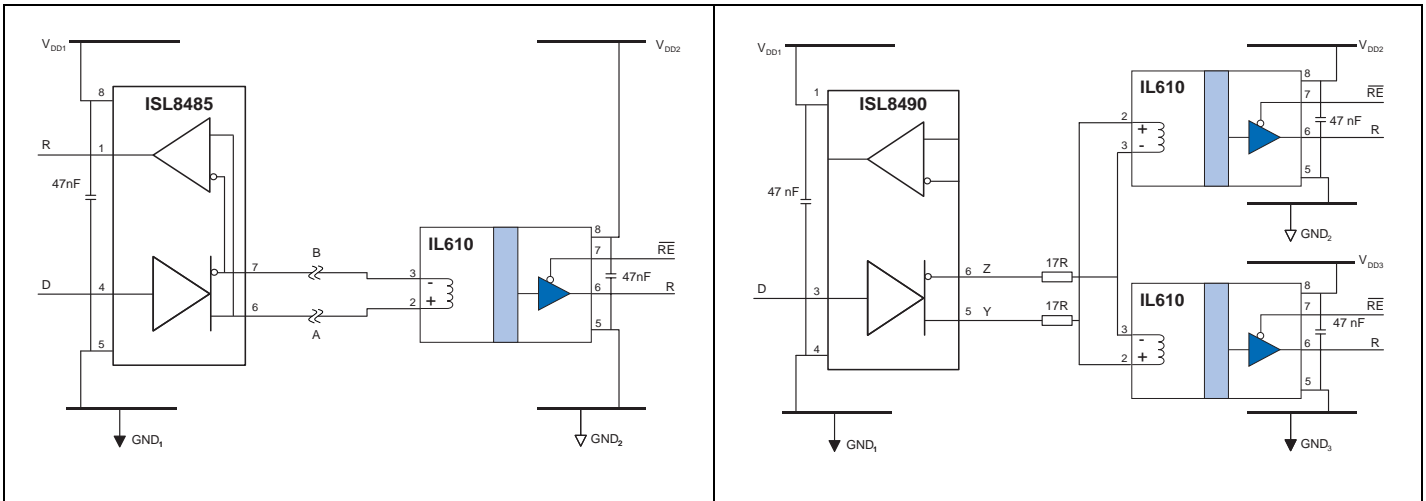 VDD1
VDD2
8
ISL8485
R
1
47nF
B
IL610
8
7
RE
3
-
47nF
D
4
7
2
+
6
R
6
A
5
5
GND1
GND2
VDD1
VDD2
1
ISL8490
IL610
8
7
RE
2
+
47 nF
6
R
3
-
5
47 nF
GND2
17R
6 Z
VDD3
IL610
8
D
3
17R
7
RE
5 Y
3
-
47 nF
6
R
4
2
+
5
GND1
GND3